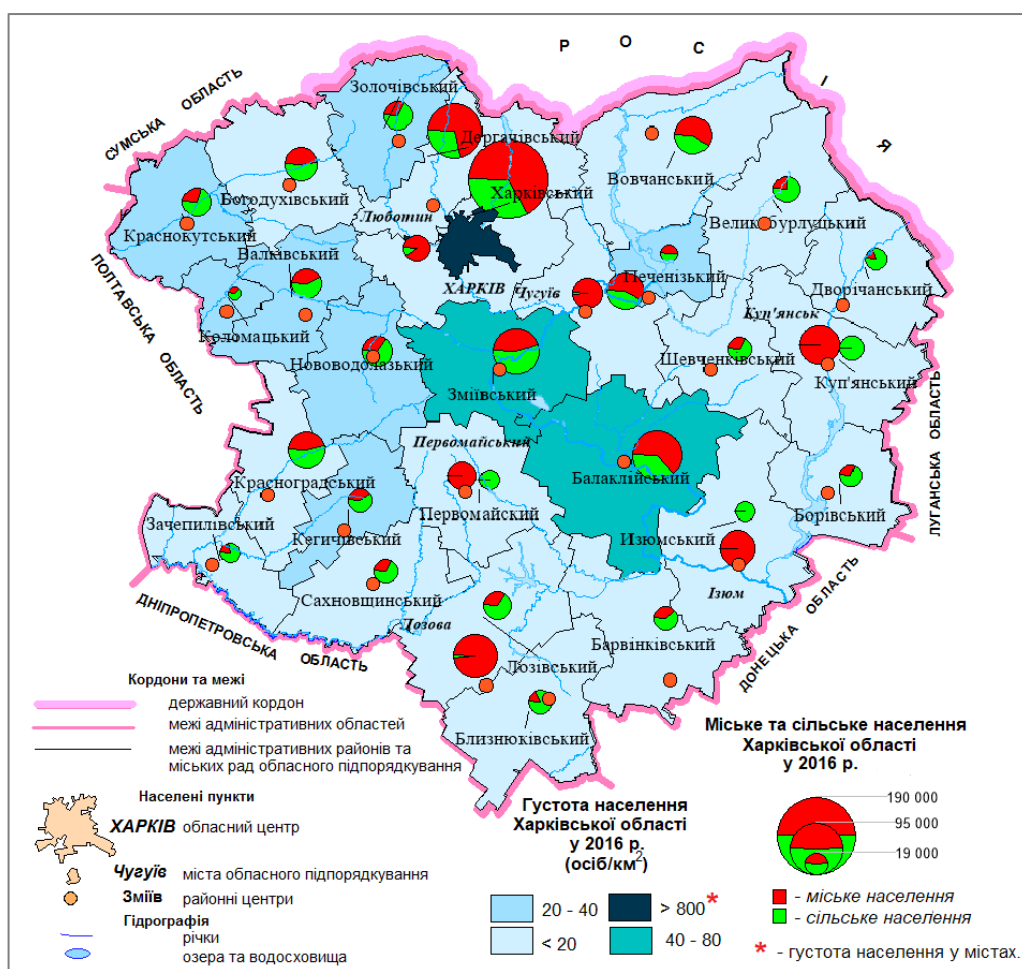 Р О С І Я
СУМСЬКА ОБЛАСТЬ
Золочівський
Дергачівський
Вовчанський
Харківський
Богодухівський
Люботин
Великобурлуцький
Краснокутський
Валківський
ПОЛТАВСЬКА ОБЛАСТЬ
ХАРКІВ
Чугуїв
Печенізький
Дворічанський
Коломацький
Куп'янськ
Нововодолазький
Шевченківський
Зміївський
Куп'янський
ЛУГАНСЬКА ОБЛАСТЬ
Первомайський
Балаклійський
Красноградський
Первомайский
Борівський
Зачепилівський
Кегичівський
Изюмський
Сахновщинський
Ізюм
ДНІПРОПЕТРОВСЬКА ОБЛАСТЬ
Лозова
Барвінківський
ДОНЕЦЬКА ОБЛАСТЬ
Лозівський
Близнюківський
Кордони та межі
державний кордон
межі адміністративних областей
межі адміністративних районів та
міських рад обласного підпорядкування
Населені пункти
ХАРКІВ обласний центр
Чугуїв міста обласного підпорядкування
Зміїв районні центри
Гідрографія
річки
озера та водосховища
Густота населення
Харківської області
у 2016 р.
(осіб/км2)
20 - 40
> 800*
< 20
40 - 80
Міське та сільське населення
Харківської області
у 2016 р.
190 000
95 000
19 000
- міське населення
- сільське населення
* - густота населення у містах.